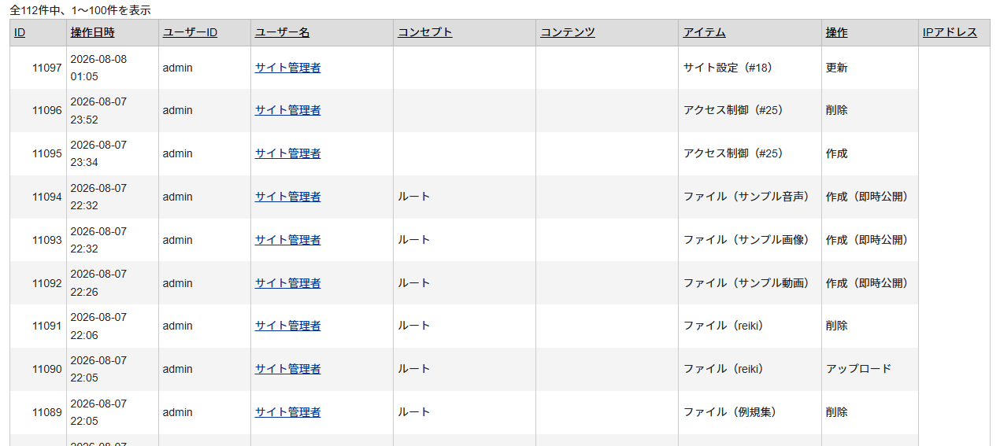 全112件中、1～100件を表示
ID 操作日時 ユーザーID ユーザー名 コンセプト コンテンツ アイテム 操作 IPアドレス
11097 2026-08-08 01:05 admin サイト管理者 サイト設定（#18） 更新
11096 2026-08-07 23:52 admin サイト管理者 アクセス制御（#25） 削除
11095 2026-08-07 23:34 admin サイト管理者 アクセス制御（#25） 作成
11094 2026-08-07 22:32 admin サイト管理者 ルート ファイル（サンプル音声） 作成（即時公開）
11093 2026-08-07 22:32 admin サイト管理者 ルート ファイル（サンプル画像） 作成（即時公開）
11092 2026-08-07 22:26 admin サイト管理者 ルート ファイル（サンプル動画） 作成（即時公開）
11091 2026-08-07 22:06 admin サイト管理者 ルート ファイル（reiki） 削除
11090 2026-08-07 22:05 admin サイト管理者 ルート ファイル（reiki） アップロード
11089 2026-08-07 22:05 admin サイト管理者 ルート ファイル（例規集） 削除
2026-08-07